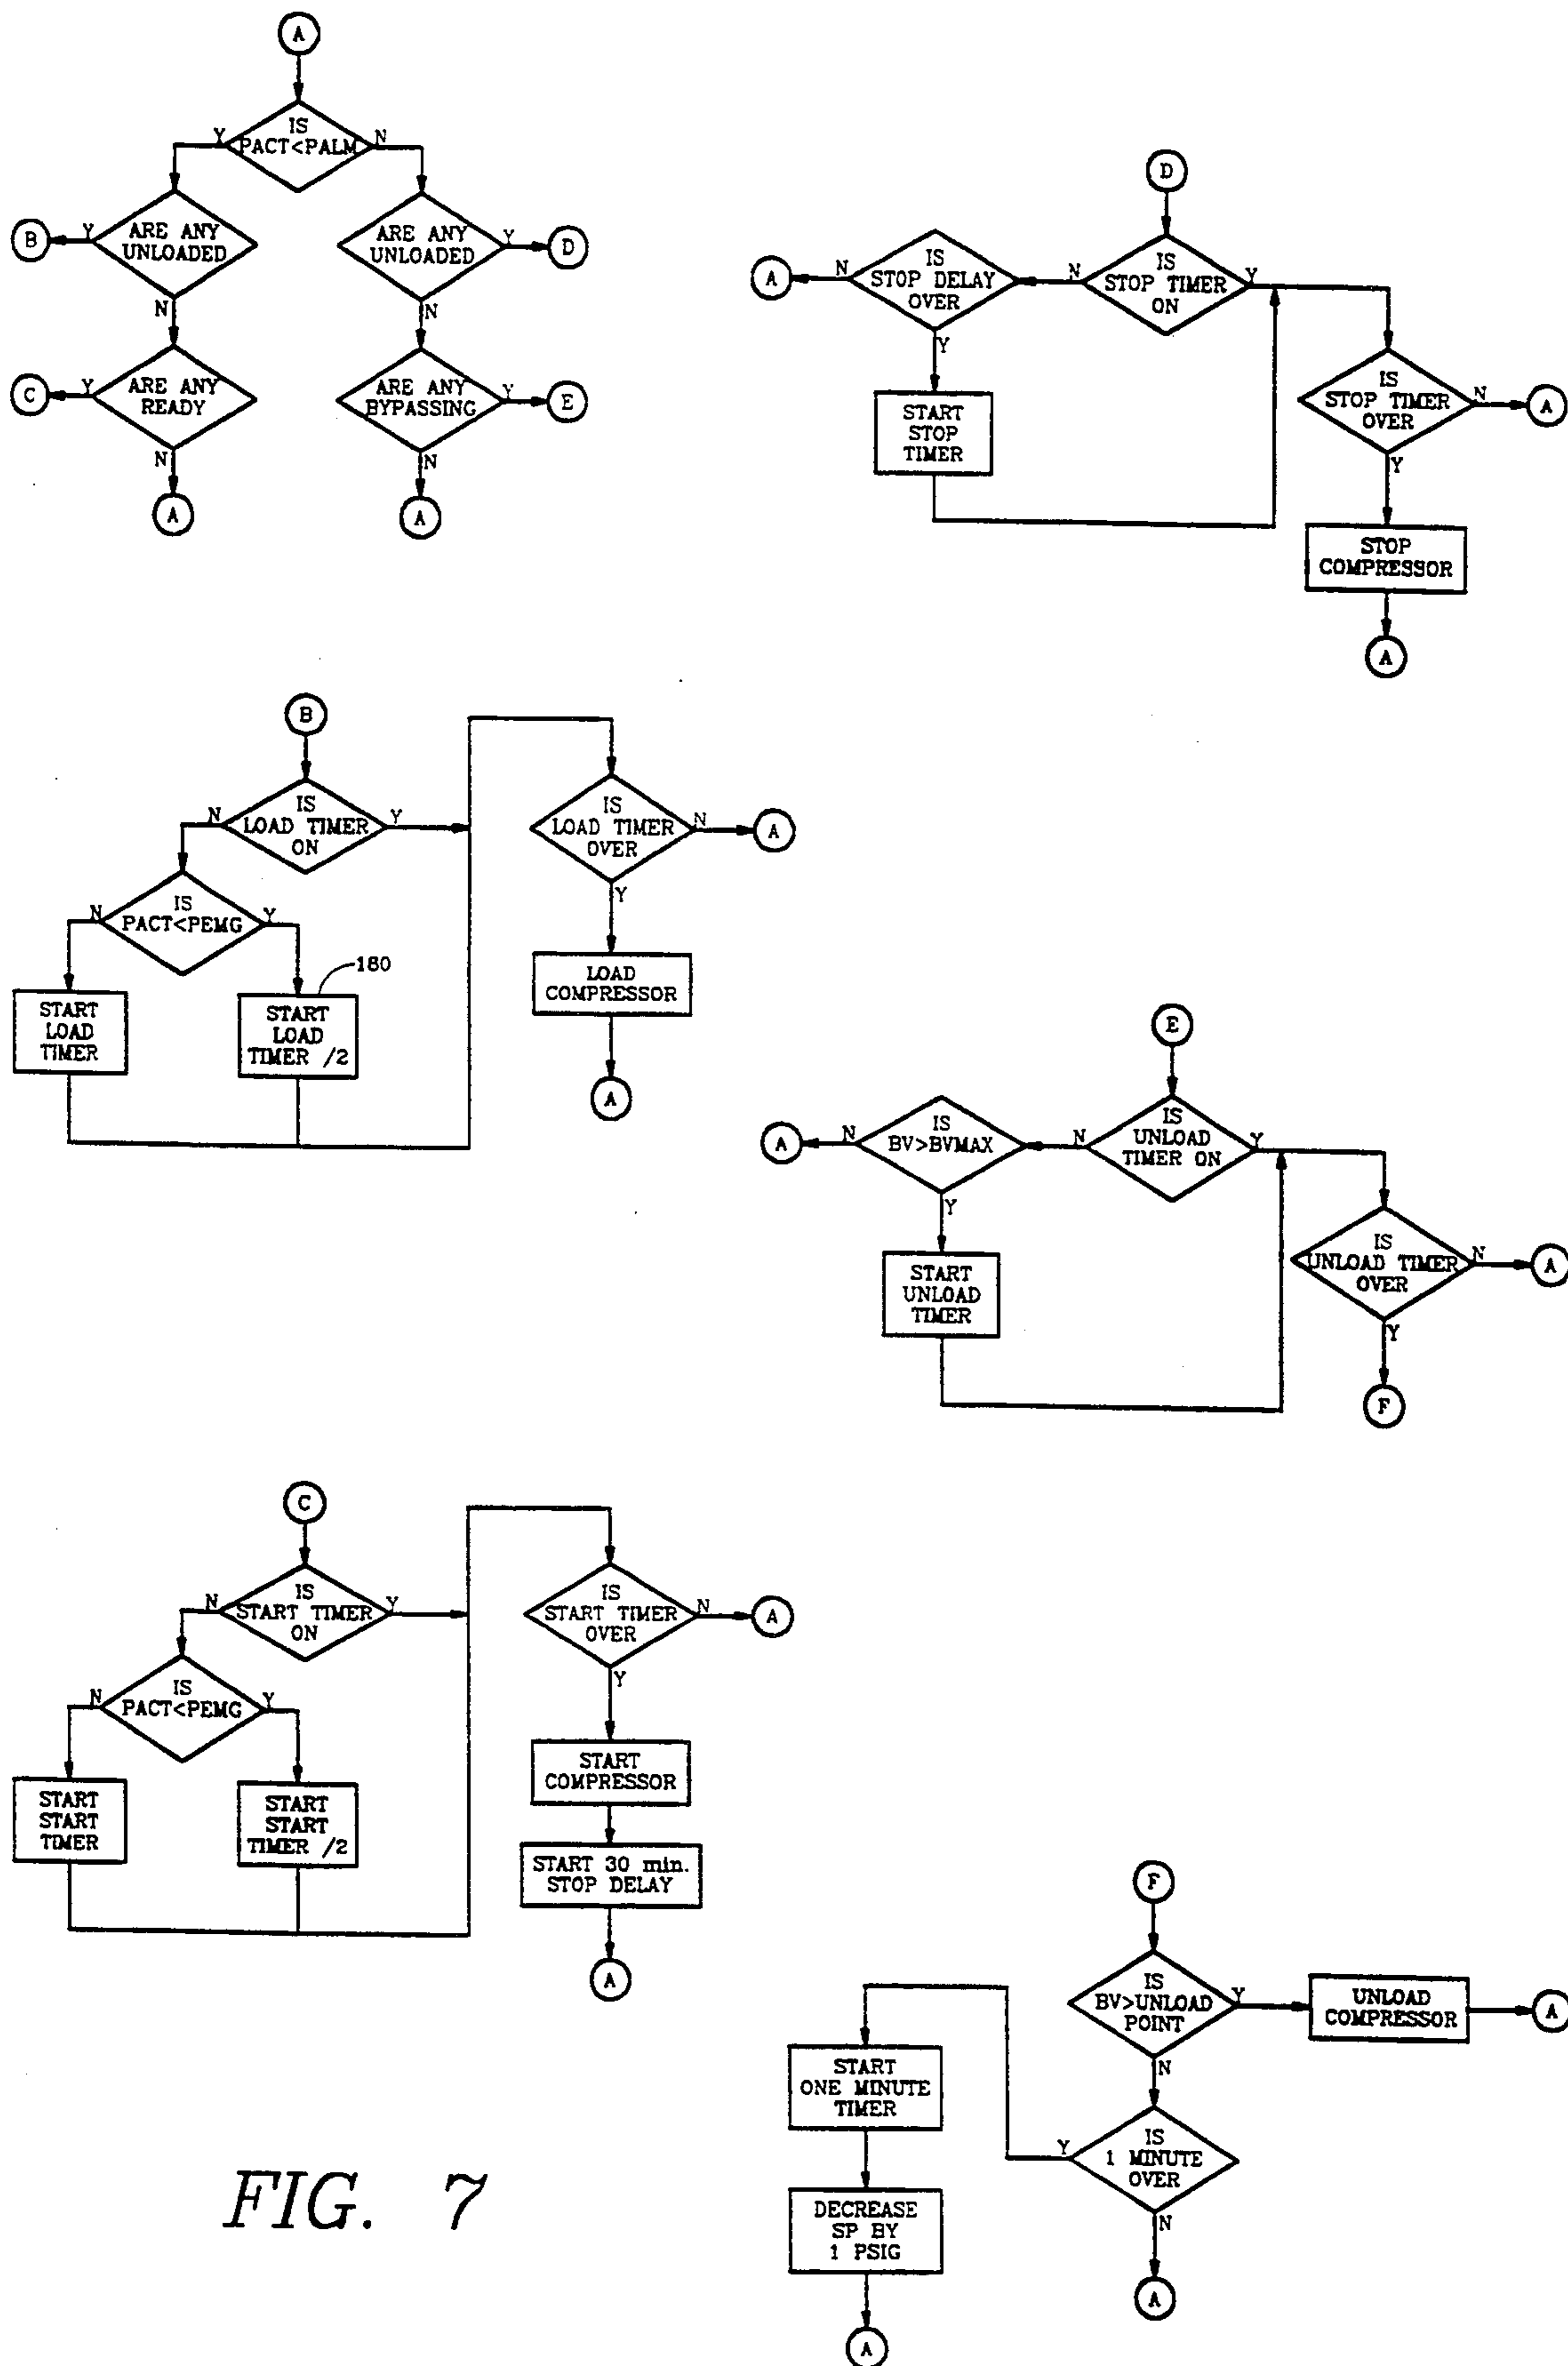 A
IS
PACT<PALM
Y
N
ARE ANY
UNLOADED
Y
B
N
ARE ANY
READY
Y
C
N
A
ARE ANY
UNLOADED
Y
D
N
ARE ANY
BYPASSING
Y
E
N
A
D
IS
STOP TIMER
ON
N
Y
IS
STOP DELAY
OVER
N
A
Y
START
STOP
TIMER
IS
STOP TIMER
OVER
N
A
Y
STOP
COMPRESSOR
A
B
IS
LOAD TIMER
ON
N
Y
IS
PACT<PEMG
N
Y
START
LOAD
TIMER
180
START
LOAD
TIMER /2
IS
LOAD TIMER
OVER
N
A
Y
LOAD
COMPRESSOR
A
E
IS
UNLOAD
TIMER ON
N
Y
IS
BV>BVMAX
N
A
Y
START
UNLOAD
TIMER
IS
UNLOAD TIMER
OVER
N
A
Y
F
C
IS
START TIMER
ON
N
Y
IS
PACT<PEMG
N
Y
START
START
TIMER
START
START
TIMER /2
IS
START TIMER
OVER
N
A
Y
START
COMPRESSOR
START 30 min.
STOP DELAY
A
F
IS
BV>UNLOAD
POINT
Y
UNLOAD
COMPRESSOR
A
N
IS
1 MINUTE
OVER
Y
N
A
START
ONE MINUTE
TIMER
DECREASE
SP BY
1 PSIG
A
FIG. 7